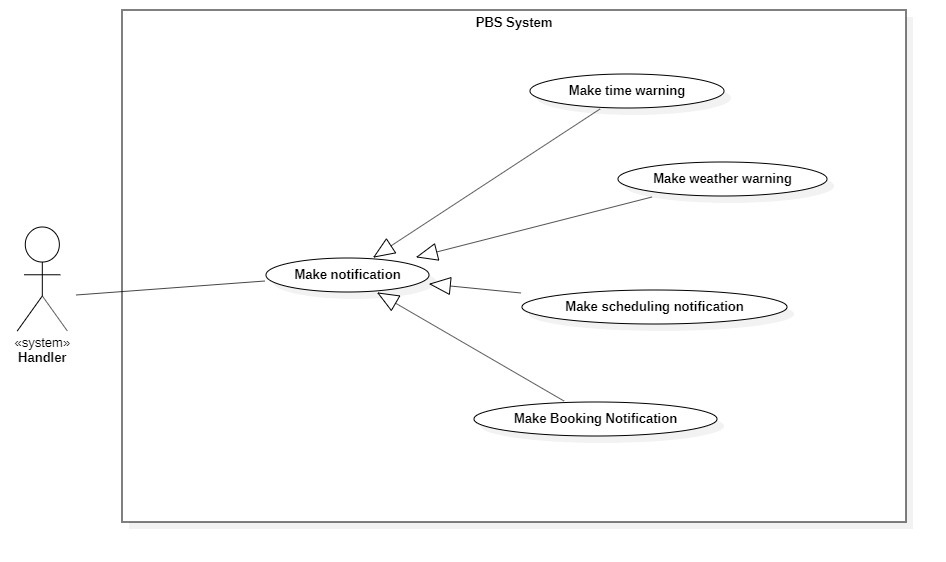 PBS System
Make time warning
Make weather warning
Make notification
Make scheduling notification
«system»
Handler
Make Booking Notification